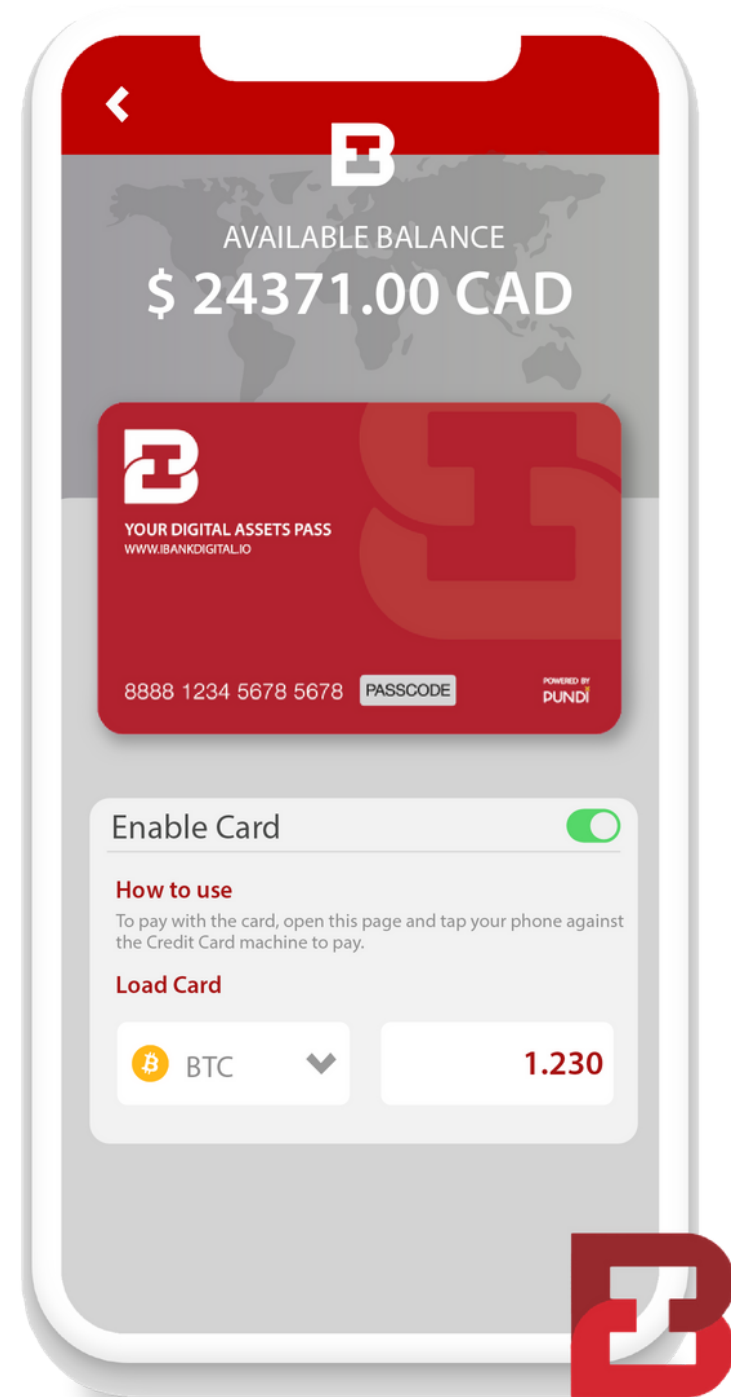 AVAILABLE BALANCE
$ 24371.00 CAD
YOUR DIGITAL ASSETS PASS
WWW.IBANKDIGITAL.IO
8888 1234 5678 5678 PASSCODE
POWERED BY
PUNDI
Enable Card
How to use
To pay with the card, open this page and tap your phone against
the Credit Card machine to pay.
Load Card
BTC
1.230